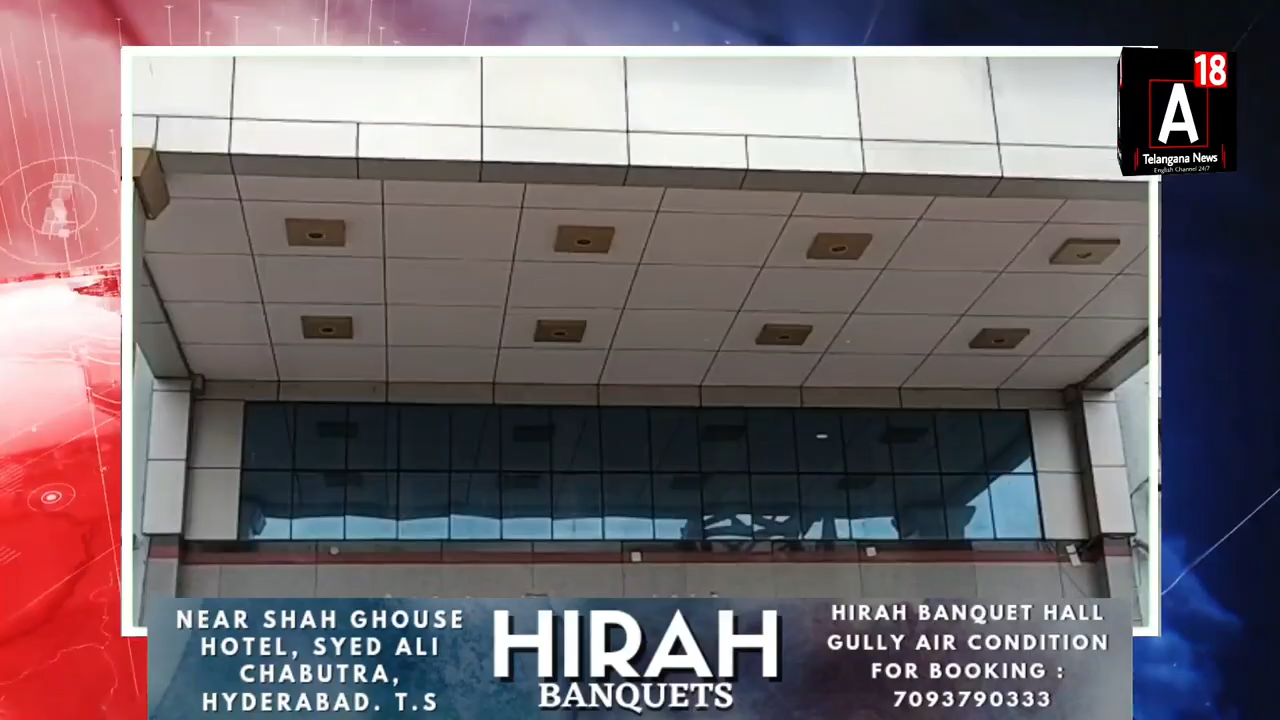 18
A
Telangana News
English Channel 24/7
NEAR SHAH GHOUSE
HOTEL, SYED ALI
CHABUTRA,
HYDERABAD. T.S
HIRAH
BANQUETS
HIRAH BANQUET HALL
GULLY AIR CONDITION
FOR BOOKING :
7093790333